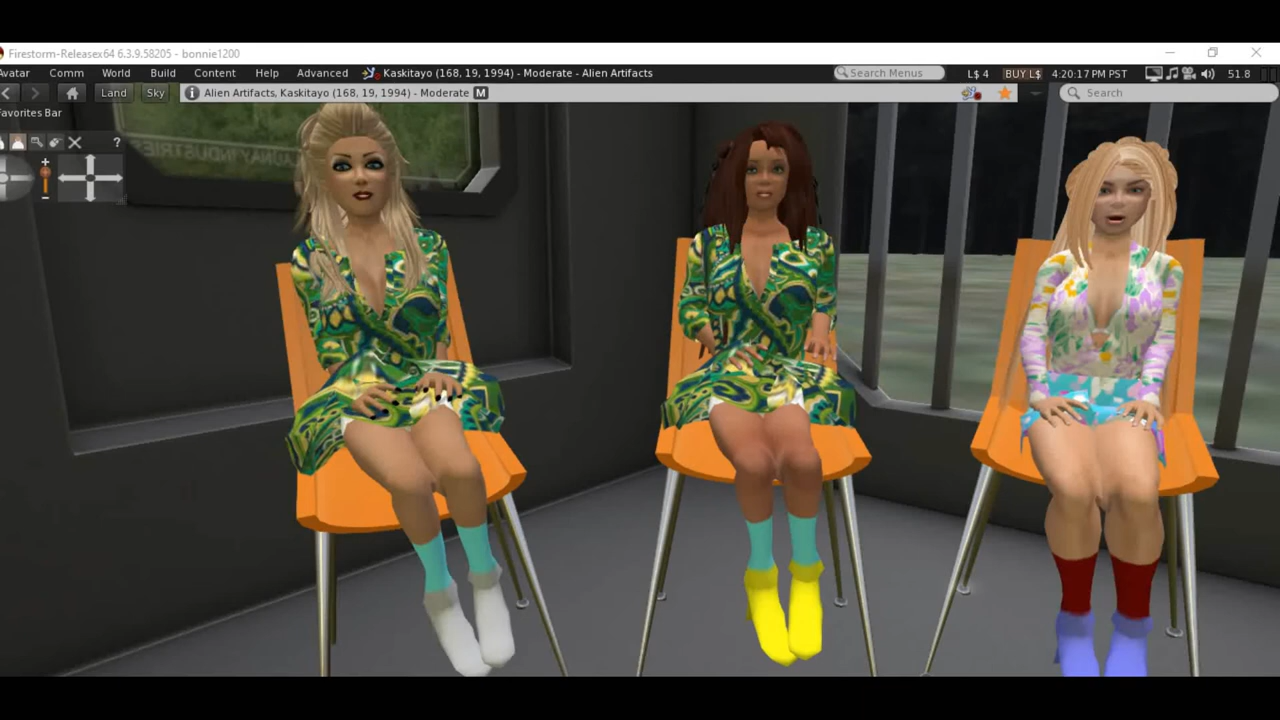 Firestorm-Releasex64 6.3.9.58205 - bonnie1200
Avatar Comm World Build Content Help Advanced Kaskitayo (168, 19, 1994) - Moderate - Alien Artifacts Search Menus L$ 4 BUY L$ 4:20:17 PM PST 51.8
Land Sky Alien Artifacts, Kaskitayo (168, 19, 1994) - Moderate M Search
Favorites Bar
?
INDUSTRIES